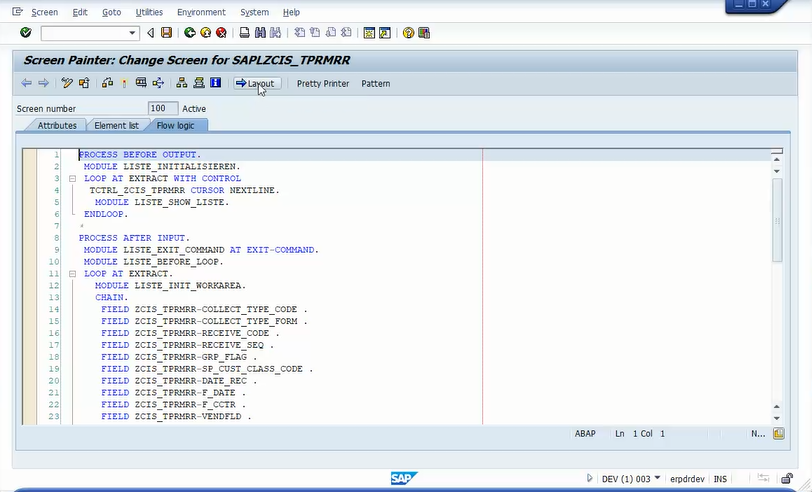 Screen Edit Goto Utilities Environment System Help
Screen Painter: Change Screen for SAPLZCIS_TPRMRR
Layout Pretty Printer Pattern
Screen number 100 Active
Attributes Element list Flow logic
1 PROCESS BEFORE OUTPUT.
2 MODULE LISTE_INITIALISIEREN.
3 LOOP AT EXTRACT WITH CONTROL
4 TCTRL_ZCIS_TPRMRR CURSOR NEXTLINE.
5 MODULE LISTE_SHOW_LISTE.
6 ENDLOOP.
7 *
8 PROCESS AFTER INPUT.
9 MODULE LISTE_EXIT_COMMAND AT EXIT-COMMAND.
10 MODULE LISTE_BEFORE_LOOP.
11 LOOP AT EXTRACT.
12 MODULE LISTE_INIT_WORKAREA.
13 CHAIN.
14 FIELD ZCIS_TPRMRR-COLLECT_TYPE_CODE .
15 FIELD ZCIS_TPRMRR-COLLECT_TYPE_FORM .
16 FIELD ZCIS_TPRMRR-RECEIVE_CODE .
17 FIELD ZCIS_TPRMRR-RECEIVE_SEQ .
18 FIELD ZCIS_TPRMRR-GRP_FLAG .
19 FIELD ZCIS_TPRMRR-SP_CUST_CLASS_CODE .
20 FIELD ZCIS_TPRMRR-DATE_REC .
21 FIELD ZCIS_TPRMRR-F_DATE .
22 FIELD ZCIS_TPRMRR-F_CCTR .
23 FIELD ZCIS_TPRMRR-VENDFLD .
ABAP Ln 1 Col 1 N...
SAP DEV (1) 003 erpdrdev INS